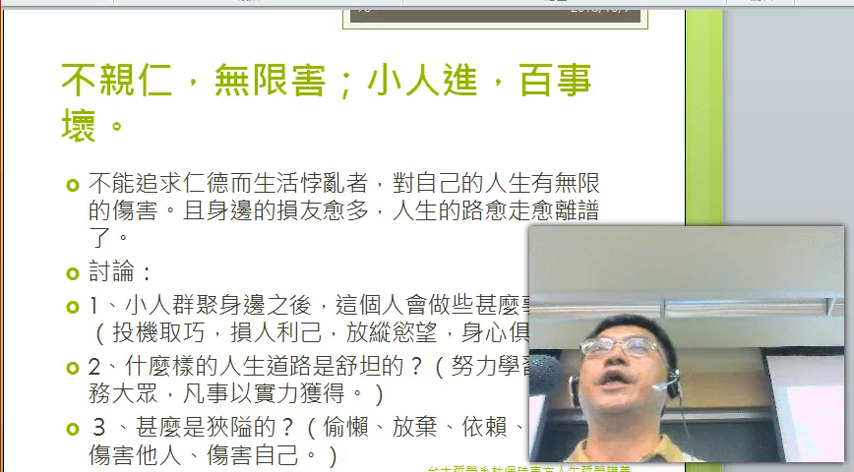 不親仁，無限害；小人進，百事
壞。
不能追求仁德而生活悖亂者，對自己的人生有無限
的傷害。且身邊的損友愈多，人生的路愈走愈離譜
了。
討論：
1、小人群聚身邊之後，這個人會做些甚麼
（投機取巧，損人利己，放縱慾望，身心俱
2、什麼樣的人生道路是舒坦的？（努力學習
務大眾，凡事以實力獲得。）
３、甚麼是狹隘的？（偷懶、放棄、依賴、
傷害他人、傷害自己。）